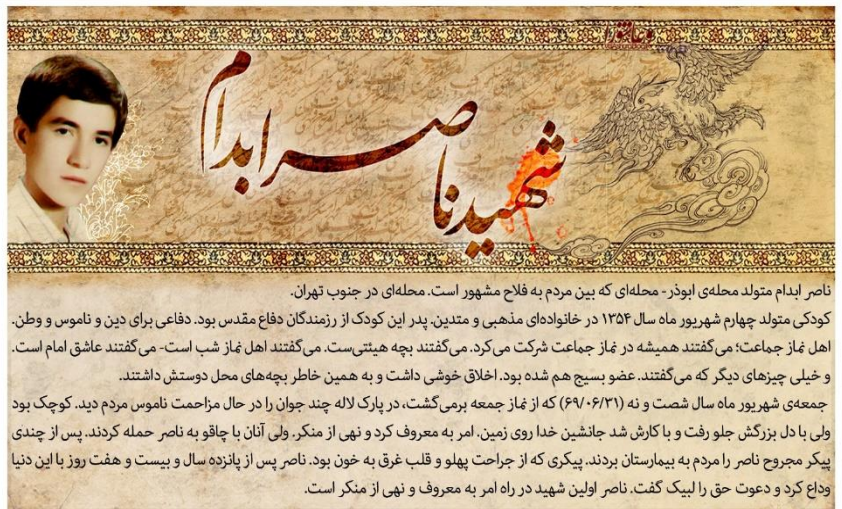 شهید ناصر ابدام
ناصر ابدام متولد محله‌ی ابوذر- محله‌ای که بین مردم به فلاح مشهور است. محله‌ای در جنوب تهران.
کودکی متولد چهارم شهریور ماه سال ۱۳۵۴ در خانواده‌ای مذهبی و متدین. پدر این کودک از رزمندگان دفاع مقدس بود. دفاعی برای دین و ناموس و وطن.
اهل نماز جماعت؛ می‌گفتند همیشه در نماز جماعت شرکت می‌کرد. می‌گفتند بچه هیئتی‌ست. می‌گفتند اهل نماز شب است- می‌گفتند عاشق امام است.
و خیلی چیزهای دیگر که می‌گفتند. عضو بسیج هم شده بود. اخلاق خوشی داشت و به همین خاطر بچه‌های محل دوستش داشتند.
جمعه‌ی شهریور ماه سال شصت و نه (۶۹/۰۶/۳۱) که از نماز جمعه برمی‌گشت، در پارک لاله چند جوان را در حال مزاحمت ناموس مردم دید. کوچک بود
ولی با دل بزرگش جلو رفت و با کارش شد جانشین خدا روی زمین. امر به معروف کرد و نهی از منکر. ولی آنان با چاقو به ناصر حمله کردند. پس از چندی
پیکر مجروح ناصر را مردم به بیمارستان بردند. پیکری که از جراحت پهلو و قلب غرق به خون بود. ناصر پس از پانزده سال و بیست و هفت روز با این دنیا
وداع کرد و دعوت حق را لبیک گفت. ناصر اولین شهید در راه امر به معروف و نهی از منکر است.